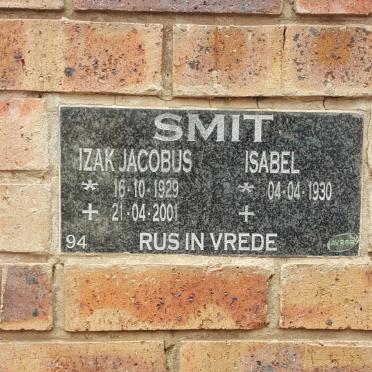 SMIT
IZAK JACOBUS ISABEL
* 16·10·1929 * 04·04·1930
+ 21·04·2001 +
94 RUS IN VREDE